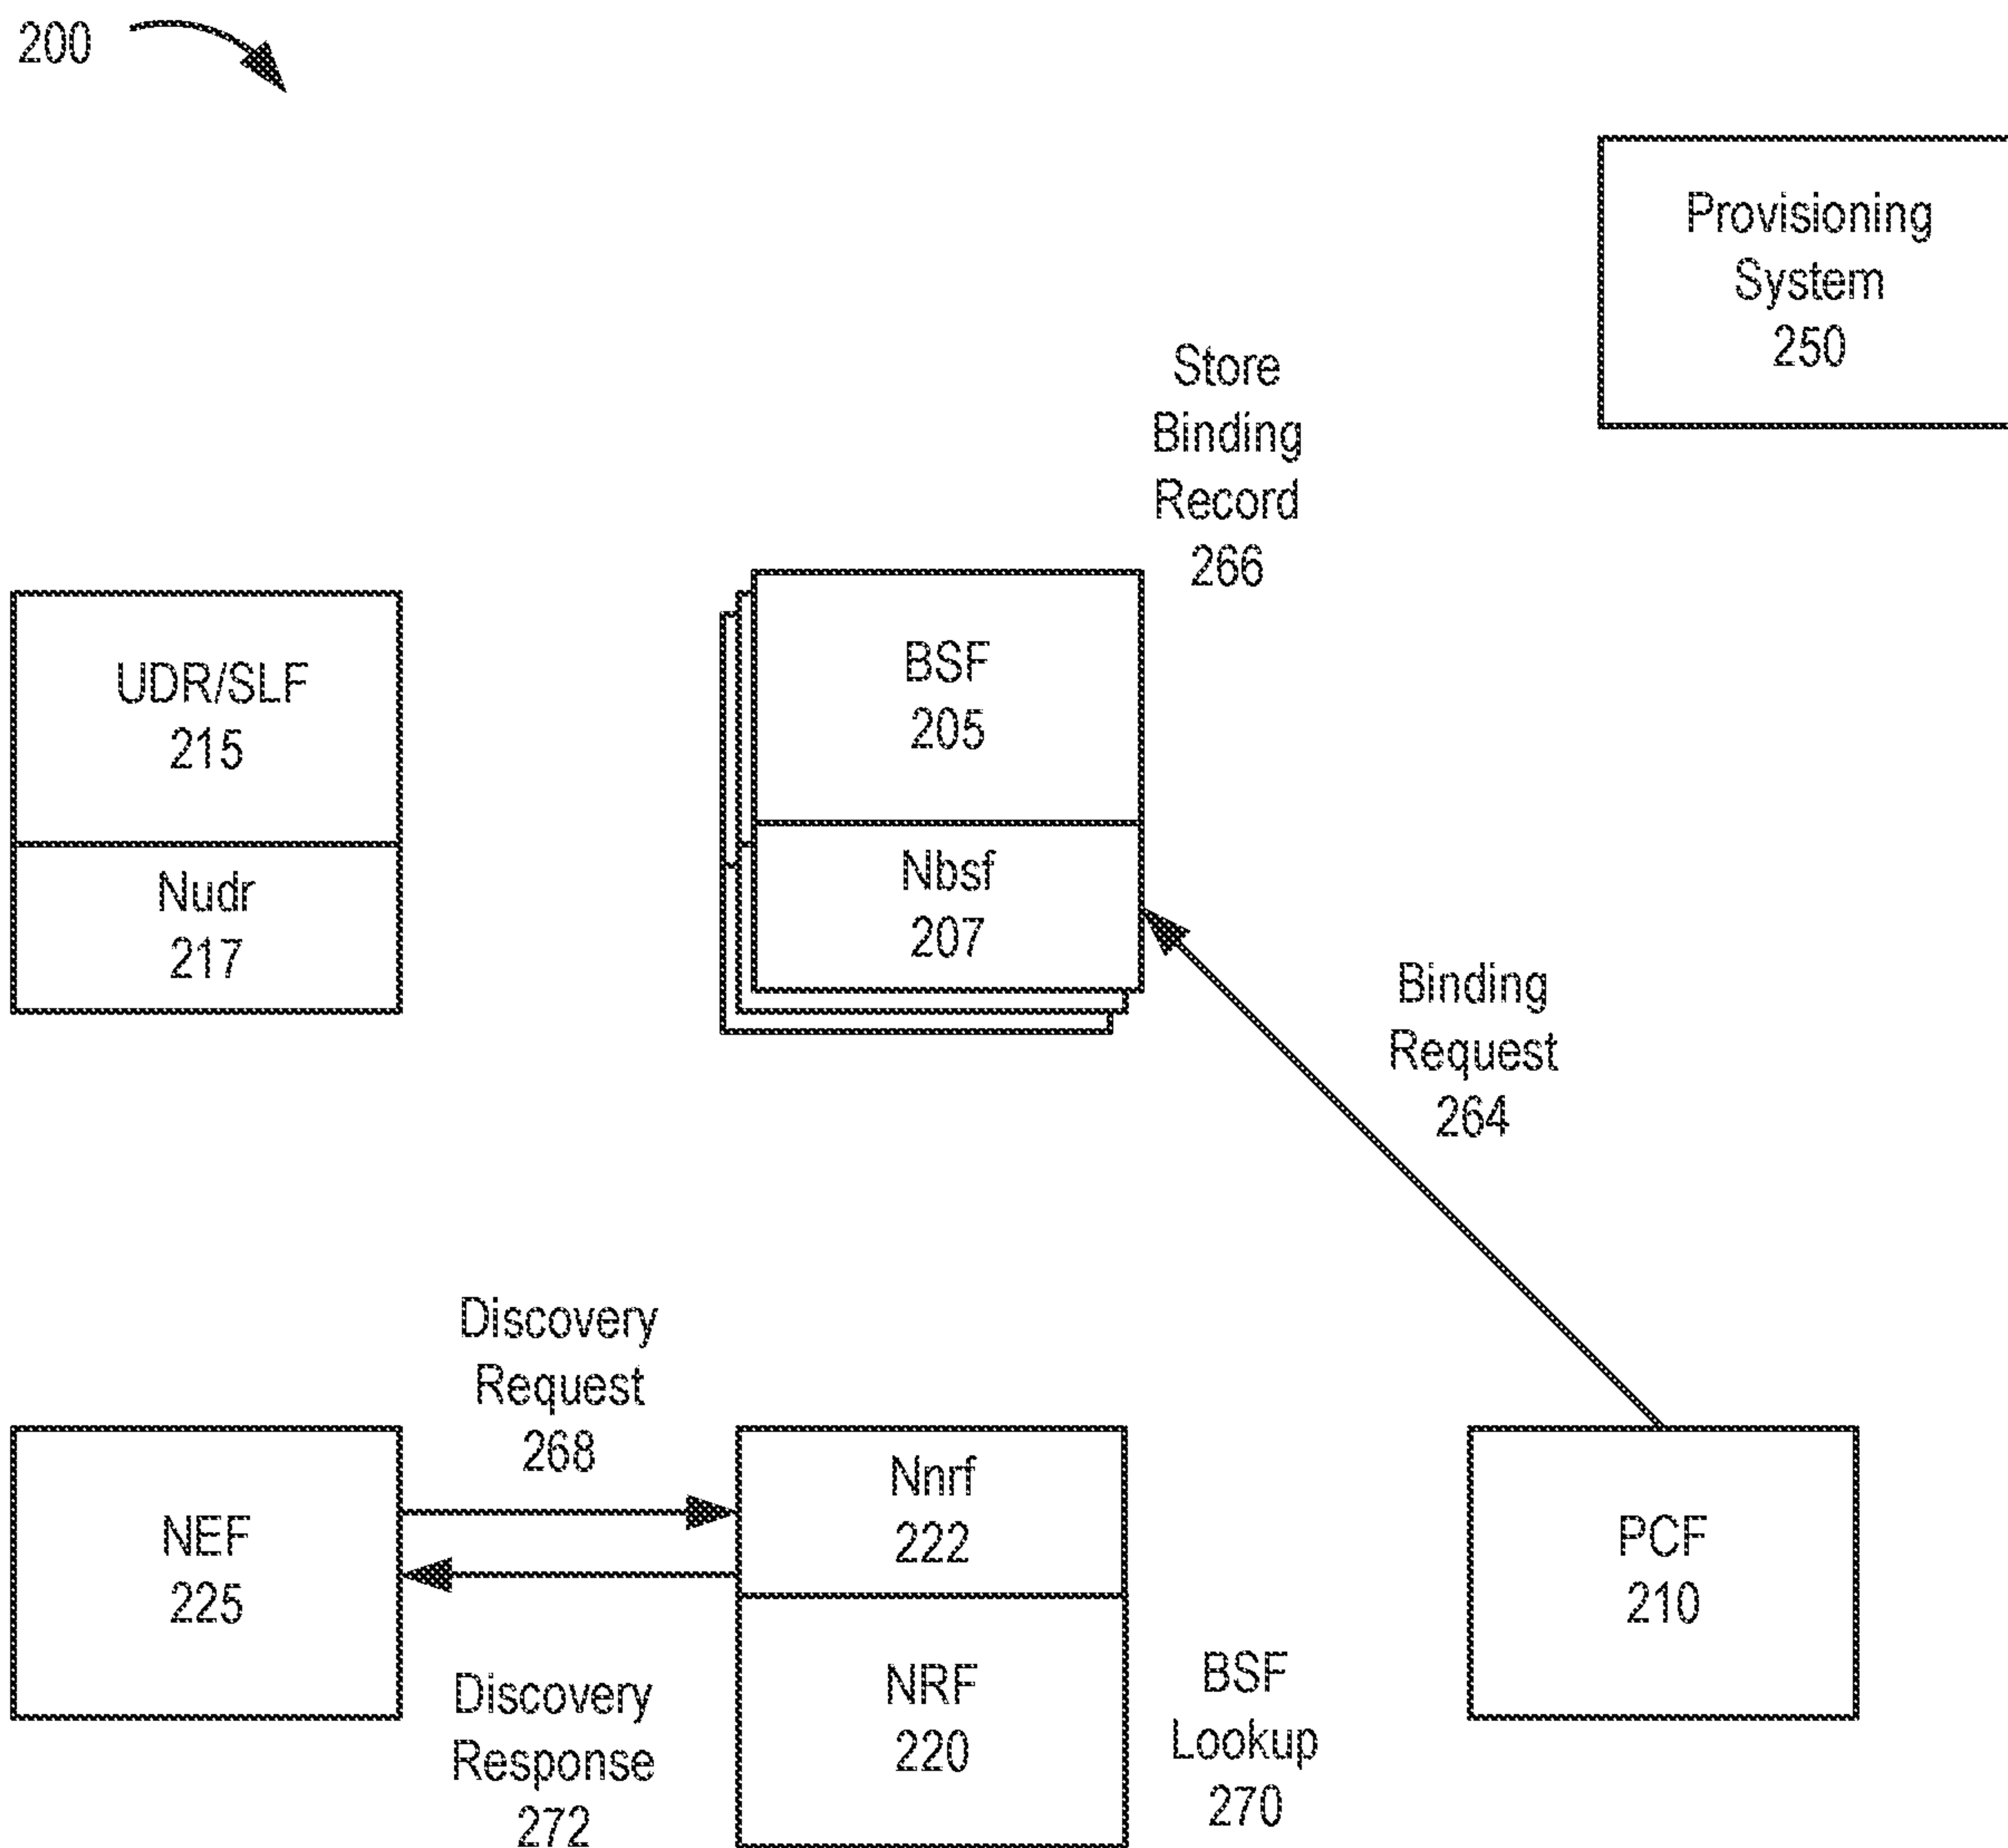 200
Provisioning
System
250
Store
Binding
Record
266
UDR/SLF
215
Nudr
217
BSF
205
Nbsf
207
Binding
Request
264
Discovery
Request
268
NEF
225
Nnrf
222
NRF
220
Discovery
Response
272
BSF
Lookup
270
PCF
210